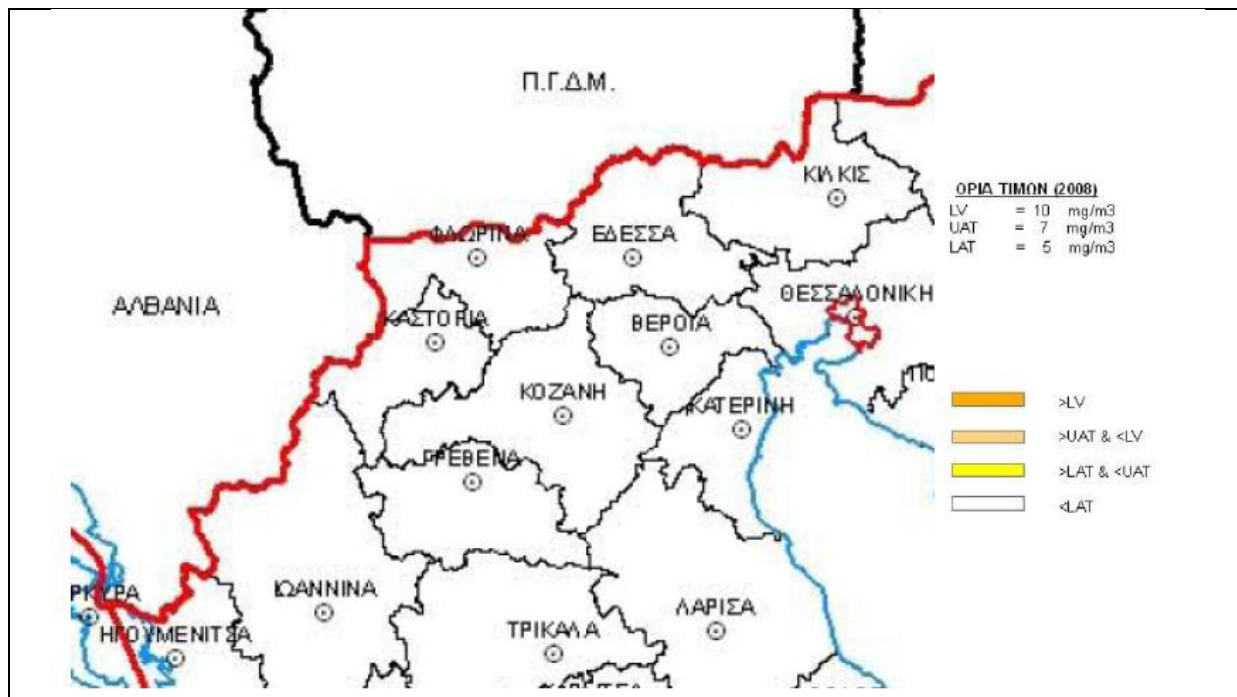 Π.Γ.Δ.Μ.
ΚΙΛΚΙΣ
ΟΡΙΑ ΤΙΜΩΝ (2008)
LV = 10 mg/m3
UAT = 7 mg/m3
LAT = 5 mg/m3
ΦΛΩΡΙΝΑ
ΕΔΕΣΣΑ
ΑΛΒΑΝΙΑ
ΘΕΣΣΑΛΟΝΙΚΗ
ΚΑΣΤΟΡΙΑ
ΒΕΡΟΙΑ
ΚΟΖΑΝΗ
ΚΑΤΕΡΙΝΗ
>LV
>UAT & <LV
>LAT & <UAT
<LAT
ΓΡΕΒΕΝΑ
ΙΩΑΝΝΙΝΑ
ΡΚΥΡΑ
ΗΓΟΥΜΕΝΙΤΣΑ
ΤΡΙΚΑΛΑ
ΛΑΡΙΣΑ